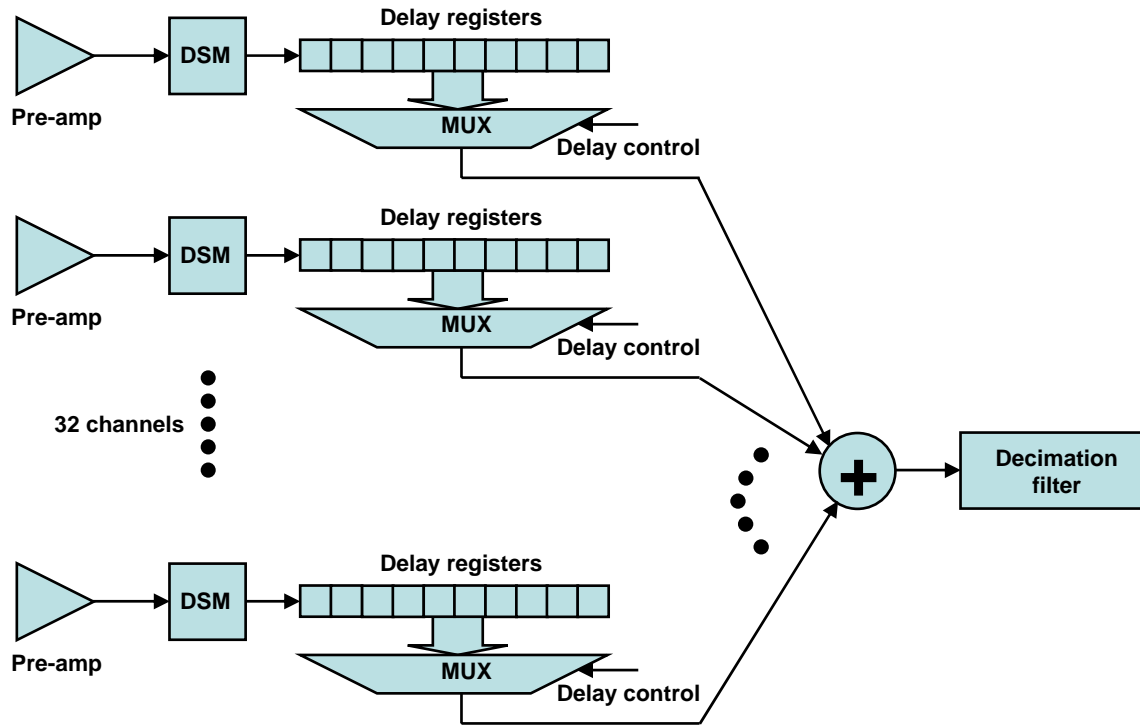 Delay registers
DSM
Pre-amp
MUX
Delay control
Delay registers
DSM
Pre-amp
MUX
Delay control
32 channels
+
Decimation
filter
Delay registers
DSM
Pre-amp
MUX
Delay control